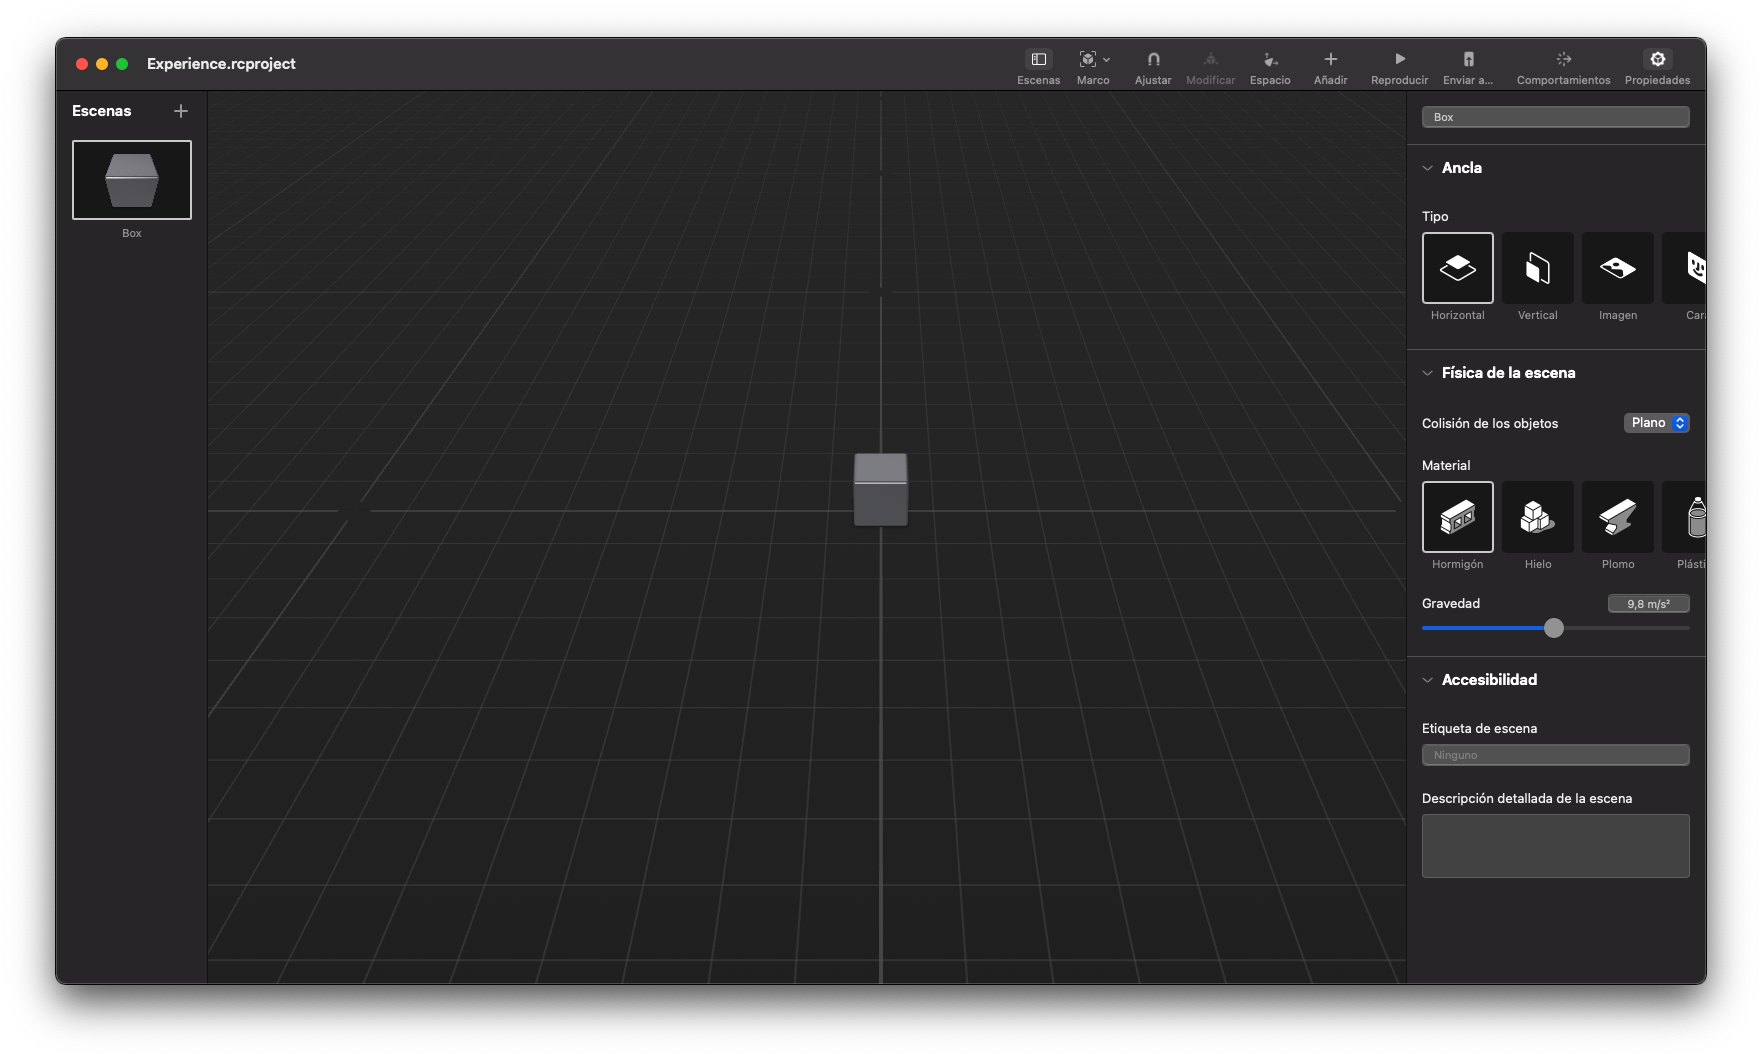 Experience.rcproject
Escenas
Marco
Ajustar
Modificar
Espacio
Añadir
Reproducir
Enviar a...
Comportamientos
Propiedades
Escenas
Box
Box
Ancla
Tipo
Horizontal
Vertical
Imagen
Física de la escena
Colisión de los objetos
Plano
Material
Hormigón
Hielo
Plomo
Plásti
Gravedad
9,8 m/s²
Accesibilidad
Etiqueta de escena
Ninguno
Descripción detallada de la escena